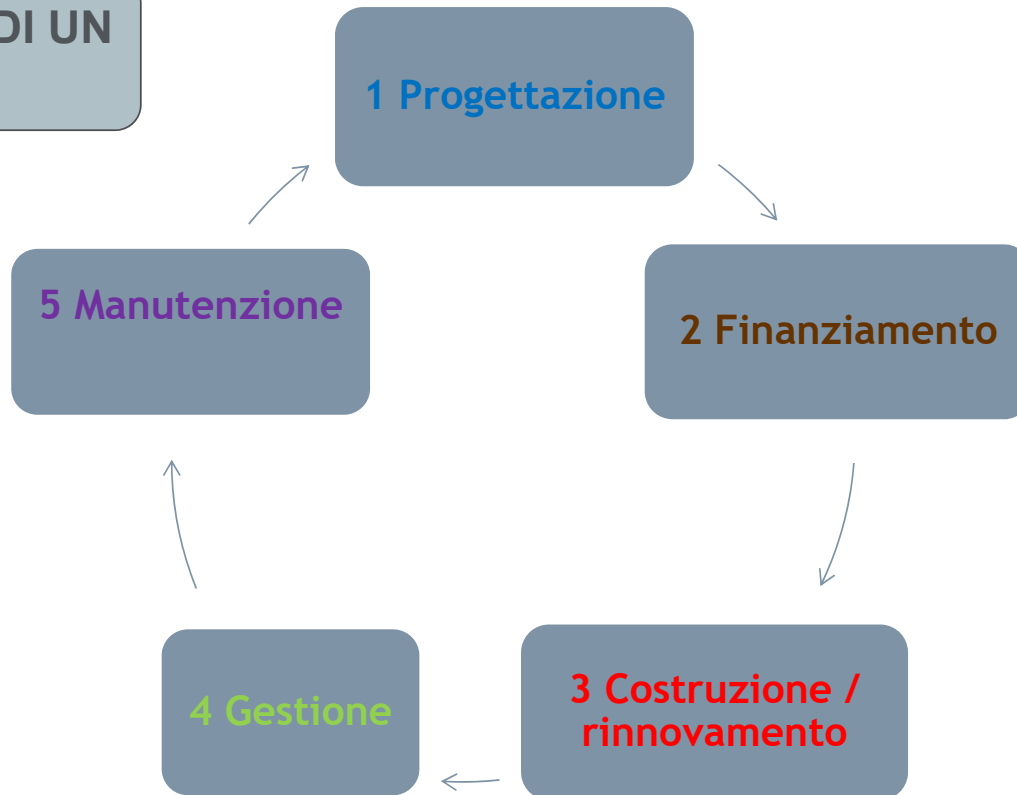 DI UN
1 Progettazione
5 Manutenzione
2 Finanziamento
3 Costruzione /
rinnovamento
4 Gestione